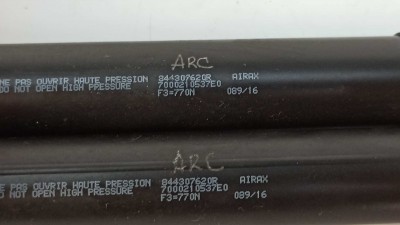 ARC
NE PAS OUVRIR HAUTE PRESSION 844307620R AIRAX
DO NOT OPEN HIGH PRESSURE 7000210537E0
F3=770N 089/16
ARC
NE PAS OUVRIR HAUTE PRESSION 844307620R AIRAX
DO NOT OPEN HIGH PRESSURE 7000210537E0
F3=770N 089/16